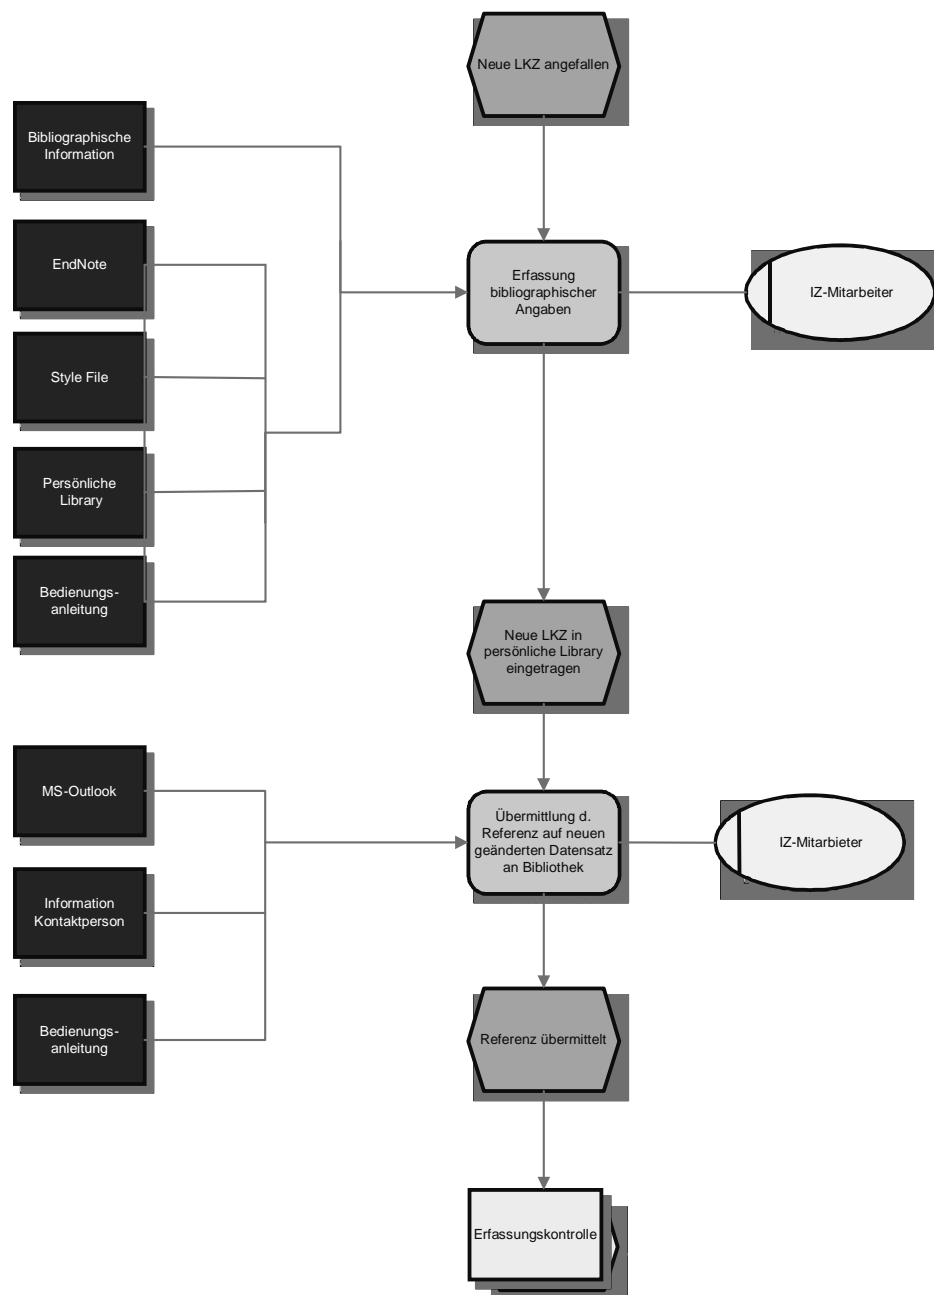 Neue LKZ angefallen
Bibliographische
Information
EndNote
Erfassung
bibliographischer
Angaben
IZ-Mitarbeiter
Style File
Persönliche
Library
Bedienungs-
anleitung
Neue LKZ in
persönliche Library
eingetragen
MS-Outlook
Übermittlung d.
Referenz auf neuen
geänderten Datensatz
an Bibliothek
IZ-Mitarbieter
Information
Kontaktperson
Bedienungs-
anleitung
Referenz übermittelt
Erfassungskontrolle